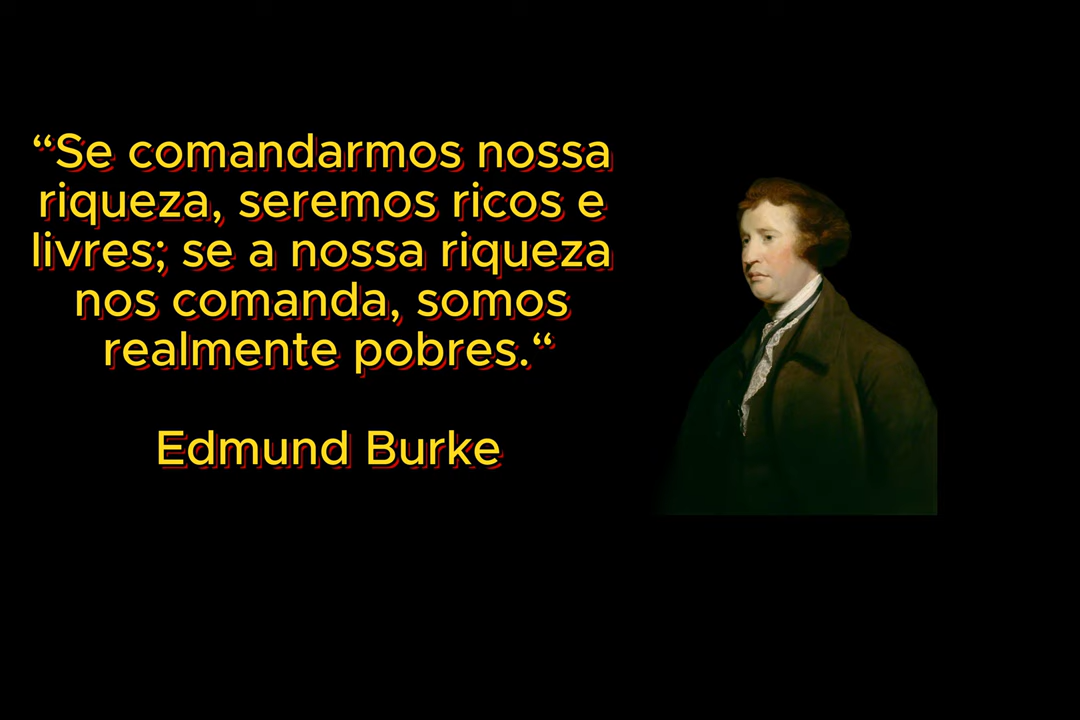 “Se comandarmos nossa
riqueza, seremos ricos e
livres; se a nossa riqueza
nos comanda, somos
realmente pobres.“
Edmund Burke